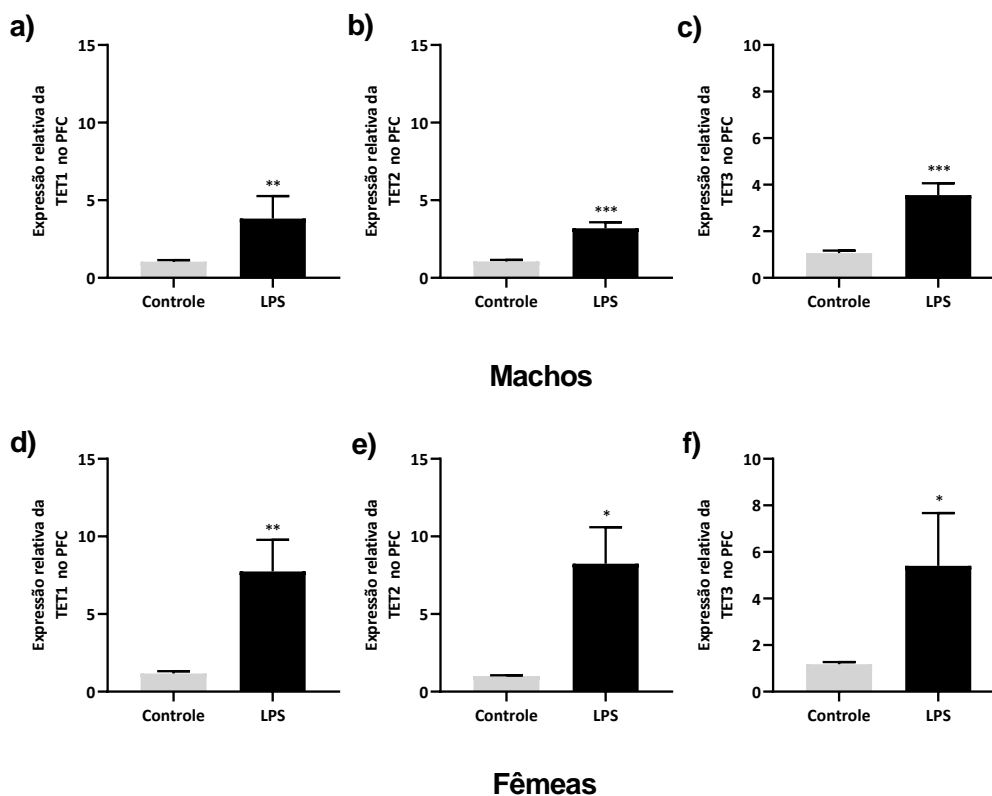 a)
Expressão relativa da
TET1 no PFC
15
10
5
0
**
Controle
LPS
b)
Expressão relativa da
TET2 no PFC
15
10
5
0
***
Controle
LPS
c)
Expressão relativa da
TET3 no PFC
10
8
6
4
2
0
***
Controle
LPS
Machos
d)
Expressão relativa da
TET1 no PFC
15
10
5
0
**
Controle
LPS
e)
Expressão relativa da
TET2 no PFC
15
10
5
0
*
Controle
LPS
f)
Expressão relativa da
TET3 no PFC
10
8
6
4
2
0
*
Controle
LPS
Fêmeas